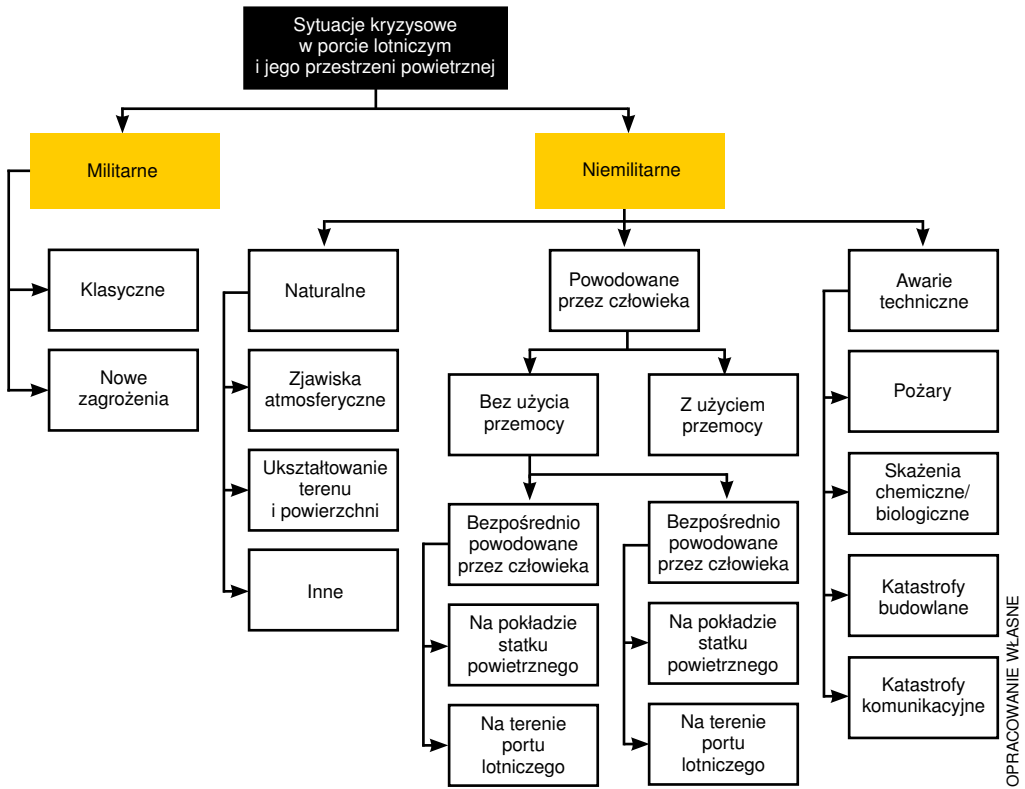 Sytuacje kryzysowe
w porcie lotniczym
i jego przestrzeni powietrznej
Militarne
Niemilitarne
Klasyczne
Nowe
zagrożenia
Naturalne
Zjawiska
atmosferyczne
Ukształtowanie
terenu
i powierzchni
Inne
Powodowane
przez człowieka
Bez użycia
przemocy
Z użyciem
przemocy
Bezpośrednio
powodowane
przez człowieka
Na pokładzie
statku
powietrznego
Na terenie
portu
lotniczego
Bezpośrednio
powodowane
przez człowieka
Na pokładzie
statku
powietrznego
Na terenie
portu
lotniczego
Awarie
techniczne
Pożary
Skażenia
chemiczne/
biologiczne
Katastrofy
budowlane
Katastrofy
komunikacyjne
OPRACOWANIE WŁASNE